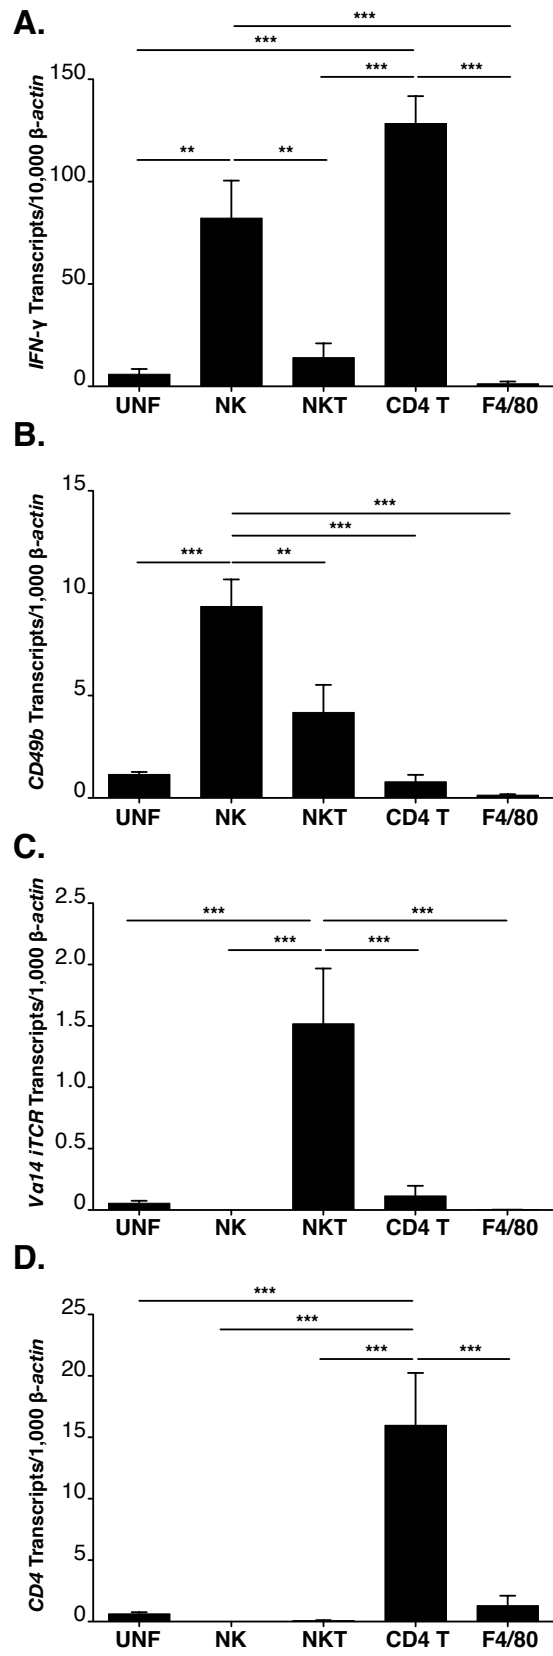 A.
***
***
*** ***
** **
IFN-γ Transcripts/10,000 β-actin
150
100
50
0
UNF NK NKT CD4 T F4/80
B.
***
***
*** **
CD49b Transcripts/1,000 β-actin
15
10
5
0
UNF NK NKT CD4 T F4/80
C.
*** ***
*** ***
Vα14 iTCR Transcripts/1,000 β-actin
2.5
2.0
1.5
1.0
0.5
0
UNF NK NKT CD4 T F4/80
D.
***
***
*** ***
CD4 Transcripts/1,000 β-actin
25
20
15
10
5
0
UNF NK NKT CD4 T F4/80